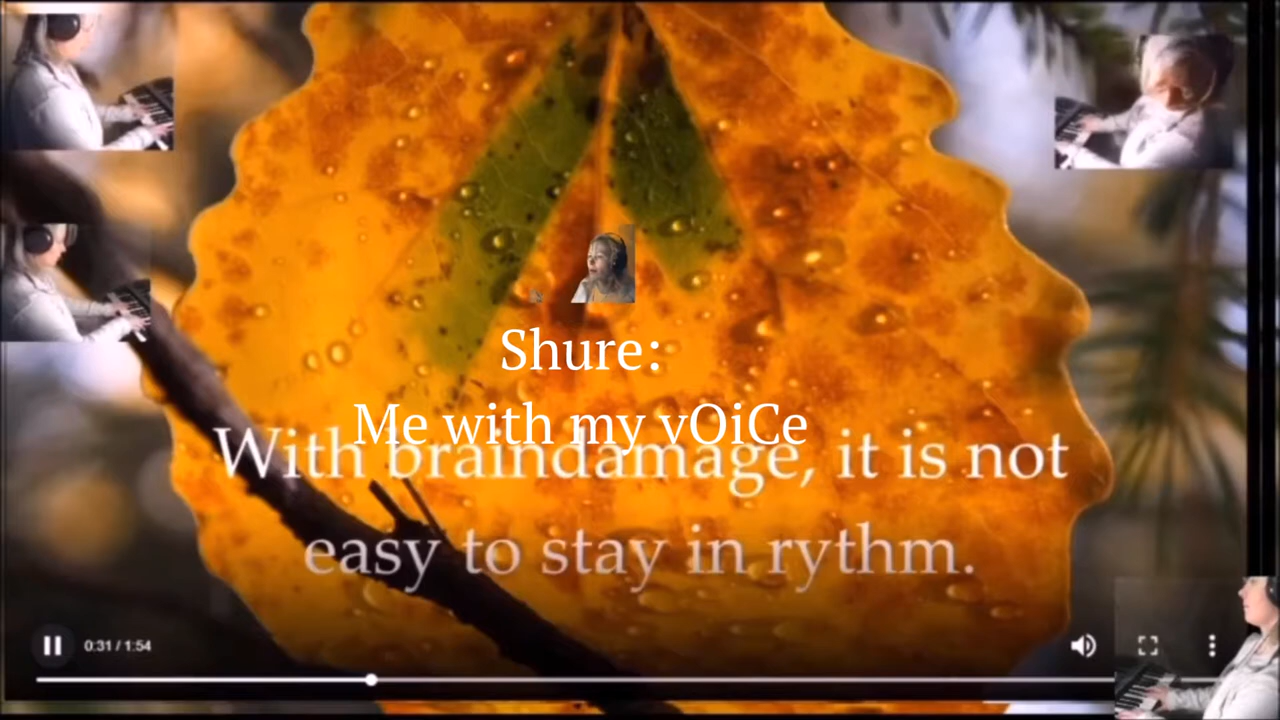 Shure:
Me with my vOiCe
With braindamage, it is not
easy to stay in rythm.
0:31 / 1:54